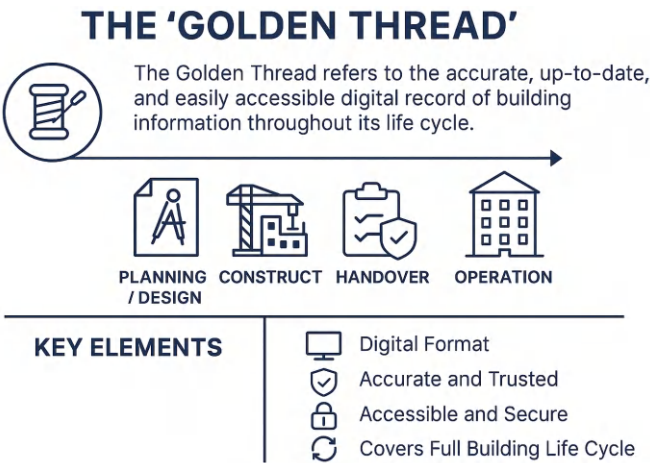 THE ‘GOLDEN THREAD’
The Golden Thread refers to the accurate, up-to-date,
and easily accessible digital record of building
information throughout its life cycle.
PLANNING
/ DESIGN
CONSTRUCT
HANDOVER
OPERATION
KEY ELEMENTS
Digital Format
Accurate and Trusted
Accessible and Secure
Covers Full Building Life Cycle